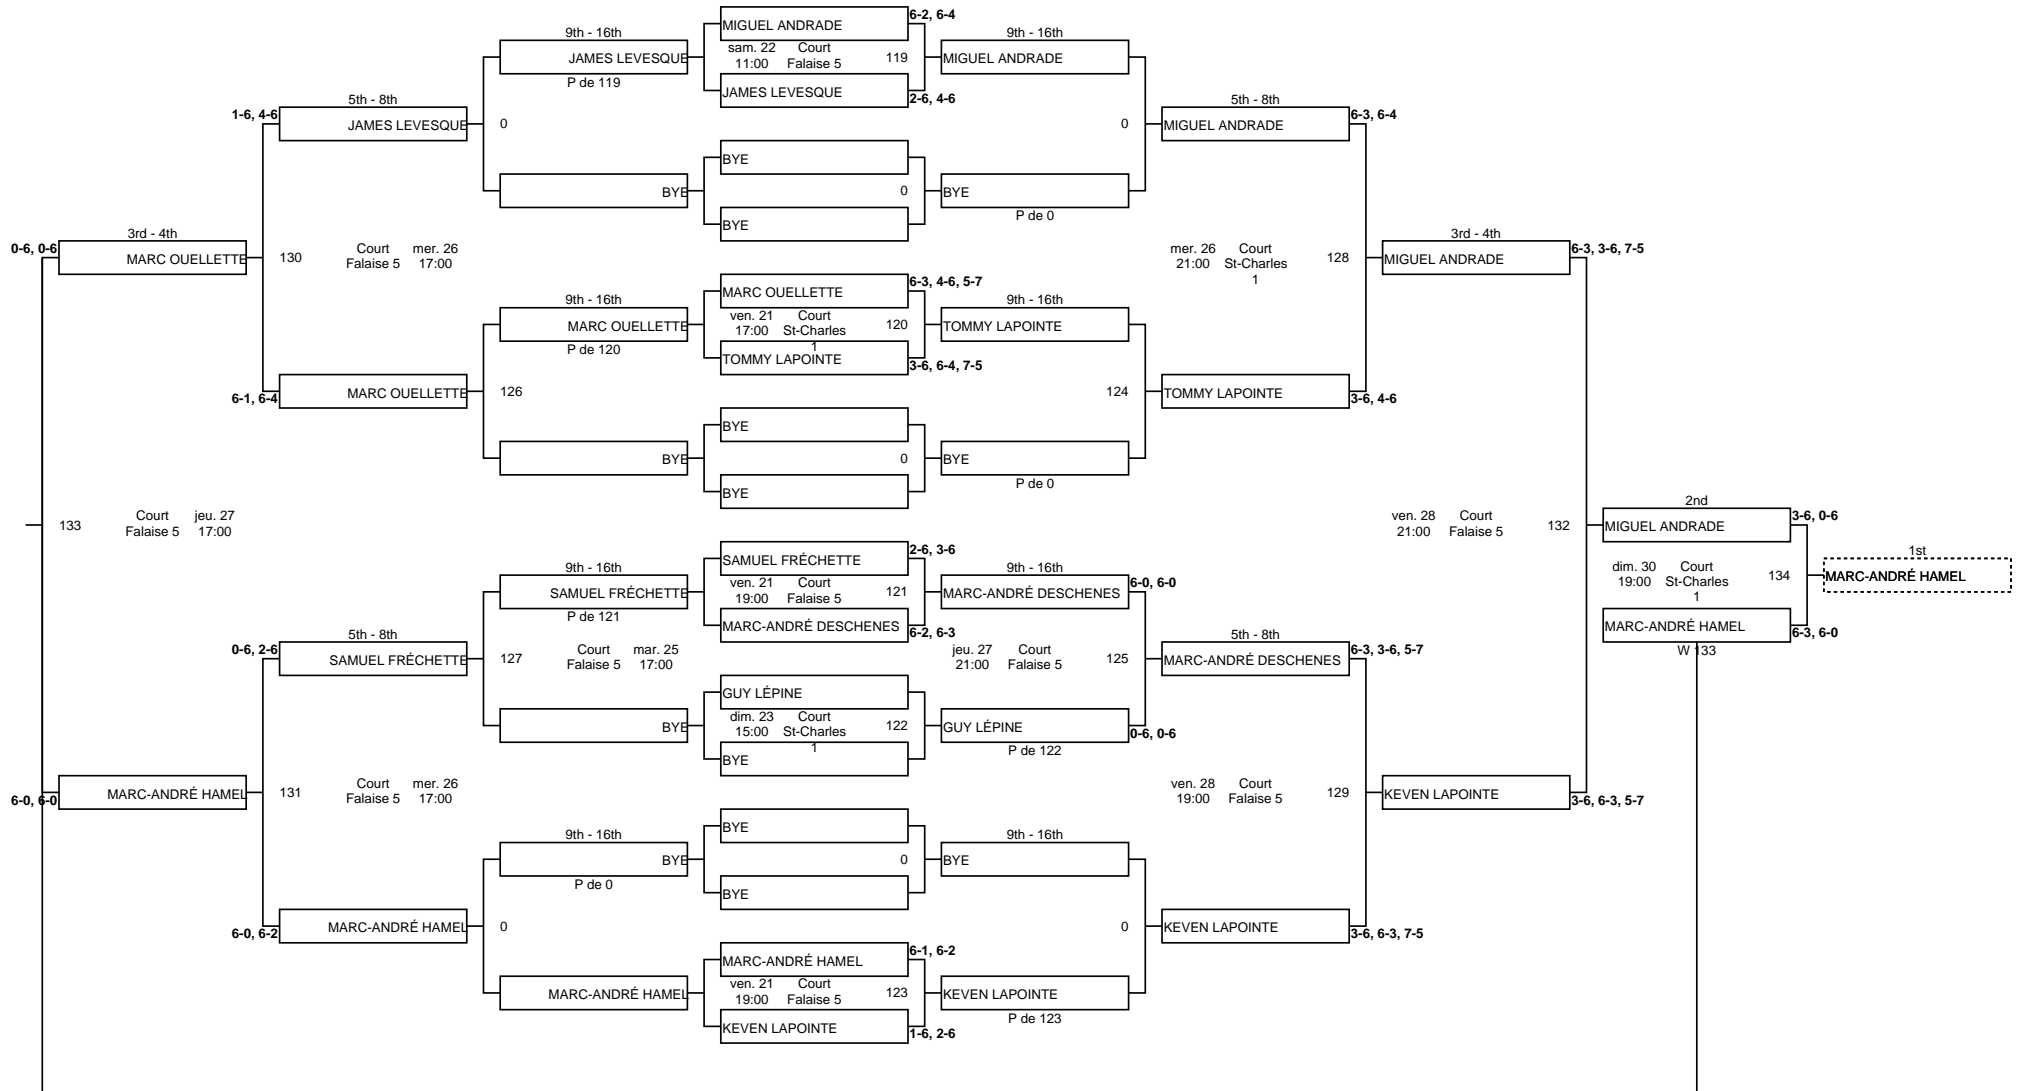 MIGUEL ANDRADE
6-2, 6-4
9th - 16th
JAMES LEVESQUE
P de 119
sam. 22 Court
11:00 Falaise 5
119
9th - 16th
MIGUEL ANDRADE
JAMES LEVESQUE
2-6, 4-6
1-6, 4-6
5th - 8th
JAMES LEVESQUE
0
0
5th - 8th
MIGUEL ANDRADE
6-3, 6-4
BYE
BYE
0
BYE
P de 0
BYE
0-6, 0-6
3rd - 4th
MARC OUELLETTE
130
Court mer. 26
Falaise 5 17:00
mer. 26 Court
21:00 St-Charles
1
128
3rd - 4th
MIGUEL ANDRADE
6-3, 3-6, 7-5
MARC OUELLETTE
6-3, 4-6, 5-7
9th - 16th
MARC OUELLETTE
P de 120
ven. 21 Court
17:00 St-Charles
1
120
9th - 16th
TOMMY LAPOINTE
TOMMY LAPOINTE
3-6, 6-4, 7-5
6-1, 6-4
MARC OUELLETTE
126
124
TOMMY LAPOINTE
3-6, 4-6
BYE
BYE
0
BYE
P de 0
BYE
133
Court jeu. 27
Falaise 5 17:00
ven. 28 Court
21:00 Falaise 5
132
2nd
MIGUEL ANDRADE
3-6, 0-6
SAMUEL FRÉCHETTE
2-6, 3-6
9th - 16th
SAMUEL FRÉCHETTE
P de 121
ven. 21 Court
19:00 Falaise 5
121
9th - 16th
MARC-ANDRÉ DESCHENES
6-0, 6-0
dim. 30 Court
19:00 St-Charles
1
134
1st
MARC-ANDRÉ HAMEL
MARC-ANDRÉ DESCHENES
6-2, 6-3
MARC-ANDRÉ HAMEL
6-3, 6-0
W 133
0-6, 2-6
5th - 8th
SAMUEL FRÉCHETTE
127
Court mar. 25
Falaise 5 17:00
jeu. 27 Court
21:00 Falaise 5
125
5th - 8th
MARC-ANDRÉ DESCHENES
6-3, 3-6, 5-7
GUY LÉPINE
BYE
dim. 23 Court
15:00 St-Charles
1
122
GUY LÉPINE
0-6, 0-6
P de 122
BYE
6-0, 6-0
MARC-ANDRÉ HAMEL
131
Court mer. 26
Falaise 5 17:00
ven. 28 Court
19:00 Falaise 5
129
KEVEN LAPOINTE
3-6, 6-3, 5-7
BYE
9th - 16th
BYE
P de 0
0
9th - 16th
BYE
BYE
6-0, 6-2
MARC-ANDRÉ HAMEL
0
0
KEVEN LAPOINTE
3-6, 6-3, 7-5
MARC-ANDRÉ HAMEL
6-1, 6-2
MARC-ANDRÉ HAMEL
ven. 21 Court
19:00 Falaise 5
123
KEVEN LAPOINTE
P de 123
KEVEN LAPOINTE
1-6, 2-6